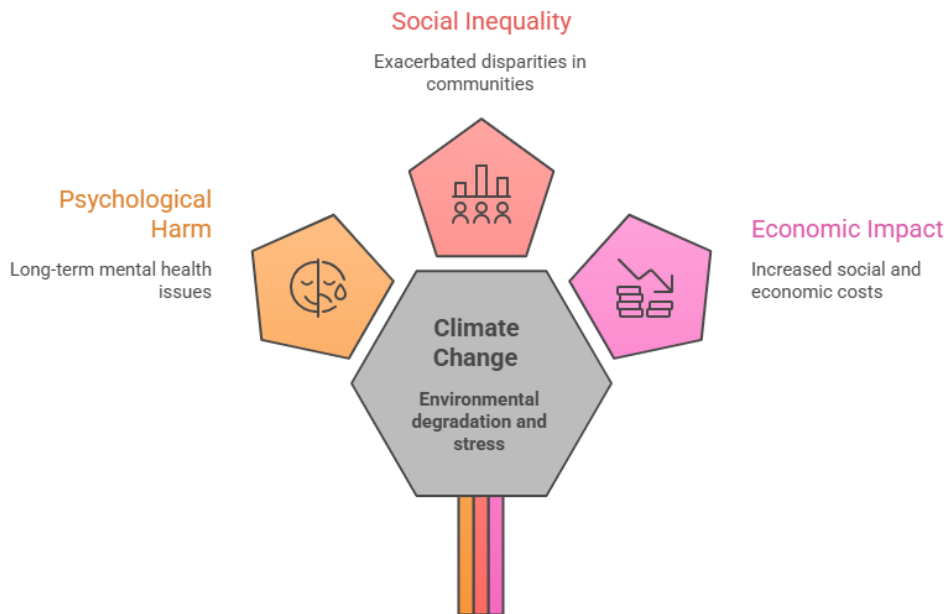 Social Inequality
Exacerbated disparities in
communities
Psychological
Harm
Long-term mental health
issues
Economic Impact
Increased social and
economic costs
Climate
Change
Environmental
degradation and
stress